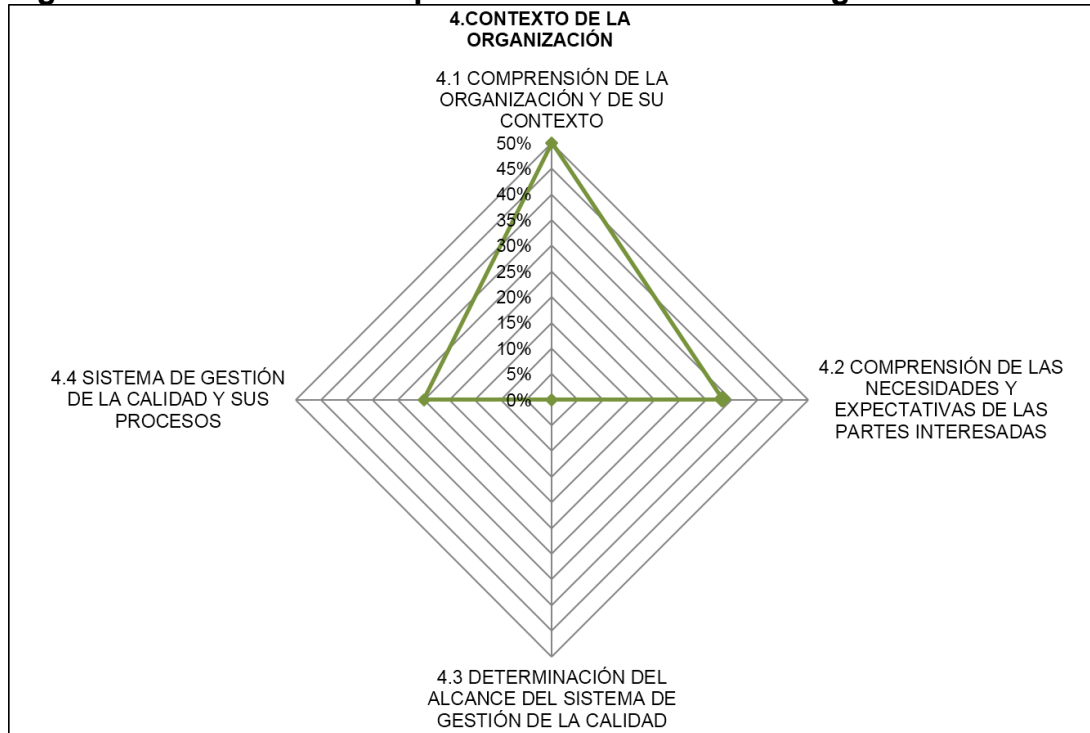 4.CONTEXTO DE LA
ORGANIZACIÓN
4.1 COMPRENSIÓN DE LA
ORGANIZACIÓN Y DE SU
CONTEXTO
50%
45%
40%
35%
30%
25%
20%
15%
10%
5%
0%
4.2 COMPRENSIÓN DE LAS
NECESIDADES Y
EXPECTATIVAS DE LAS
PARTES INTERESADAS
4.4 SISTEMA DE GESTIÓN
DE LA CALIDAD Y SUS
PROCESOS
4.3 DETERMINACIÓN DEL
ALCANCE DEL SISTEMA DE
GESTIÓN DE LA CALIDAD